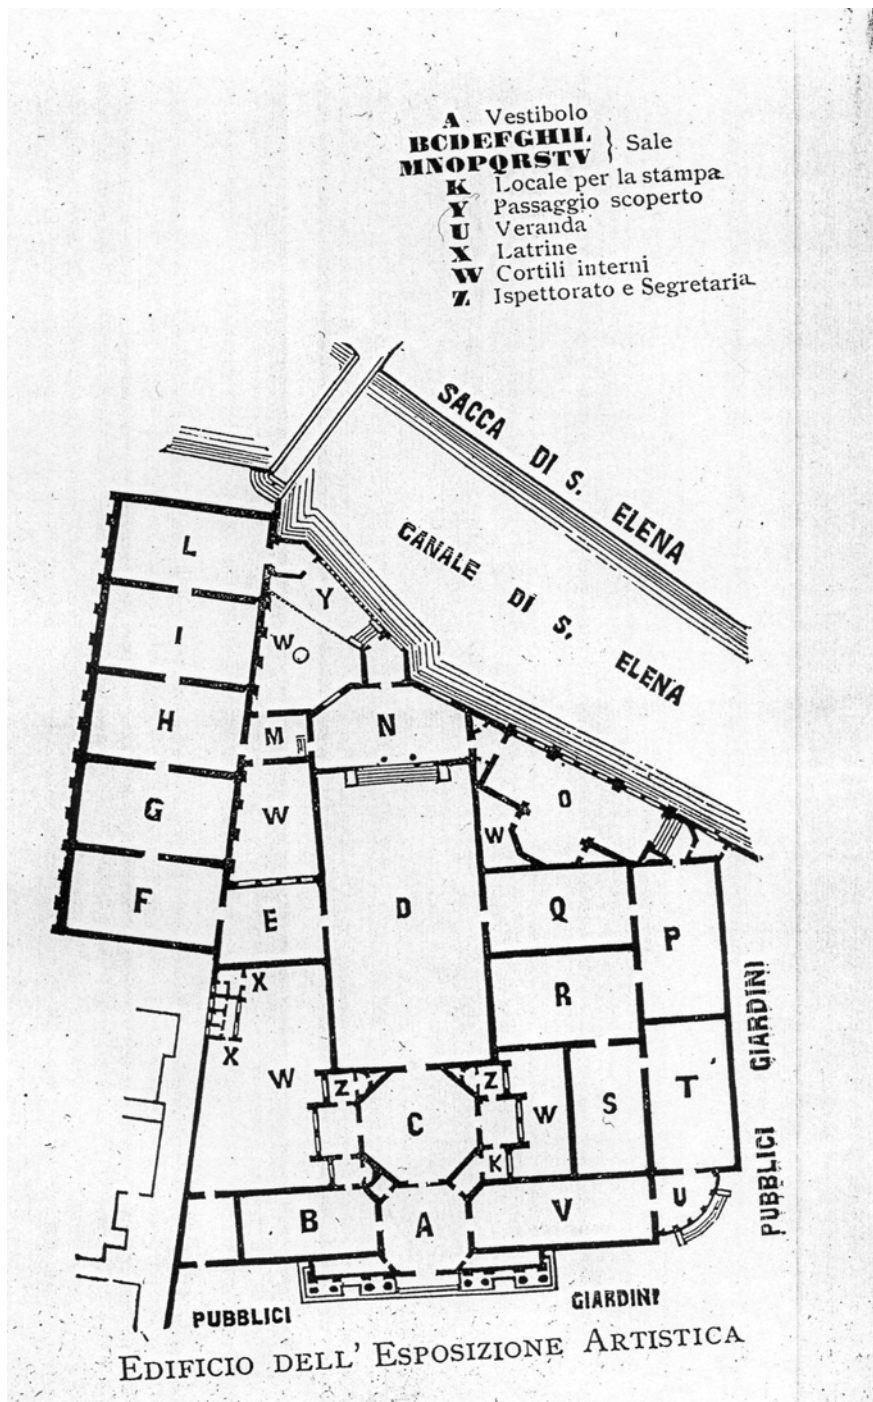 A Vestibolo
BCDEFGHIL
MNOPQRSTV } Sale
K Locale per la stampa
Y Passaggio scoperto
U Veranda
X Latrine
W Cortili interni
Z Ispettorato e Segretaria
SACCA DI S. ELENA
CANALE DI S. ELENA
L
Y
I
W
H
M
N
G
W
O
W
F
E
D
Q
P
R
X
X
W
Z
C
Z
W
S
T
K
B
A
V
U
PUBBLICI GIARDINI
PUBBLICI GIARDINI
EDIFICIO DELL' ESPOSIZIONE ARTISTICA